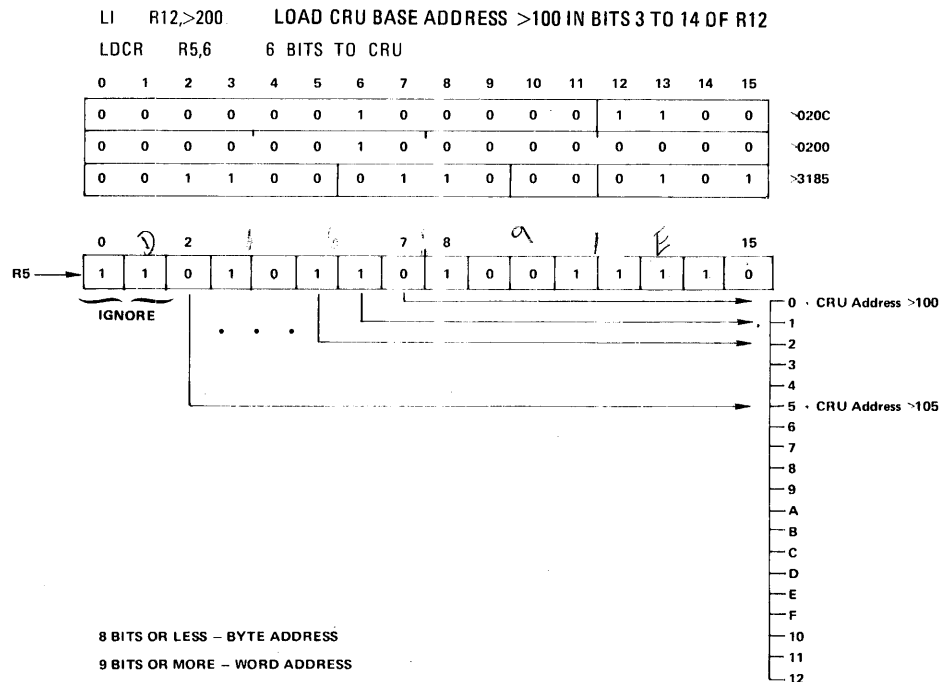 LI R12,>200 LOAD CRU BASE ADDRESS >100 IN BITS 3 TO 14 OF R12
LDCR R5,6 6 BITS TO CRU
0 1 2 3 4 5 6 7 8 9 10 11 12 13 14 15
0 0 0 0 0 0 1 0 0 0 0 0 1 1 0 0 >020C
0 0 0 0 0 0 1 0 0 0 0 0 0 0 0 0 >0200
0 0 1 1 0 0 0 1 1 0 0 0 0 1 0 1 >3185
0 D 2 7 8 9 E 15
R5 1 1 0 1 0 1 1 0 1 0 0 1 1 1 1 0
IGNORE
0 CRU Address >100
1
. . .
2
3
4
5 CRU Address >105
6
7
8
9
A
B
C
D
E
F
10
8 BITS OR LESS – BYTE ADDRESS
11
9 BITS OR MORE – WORD ADDRESS
12